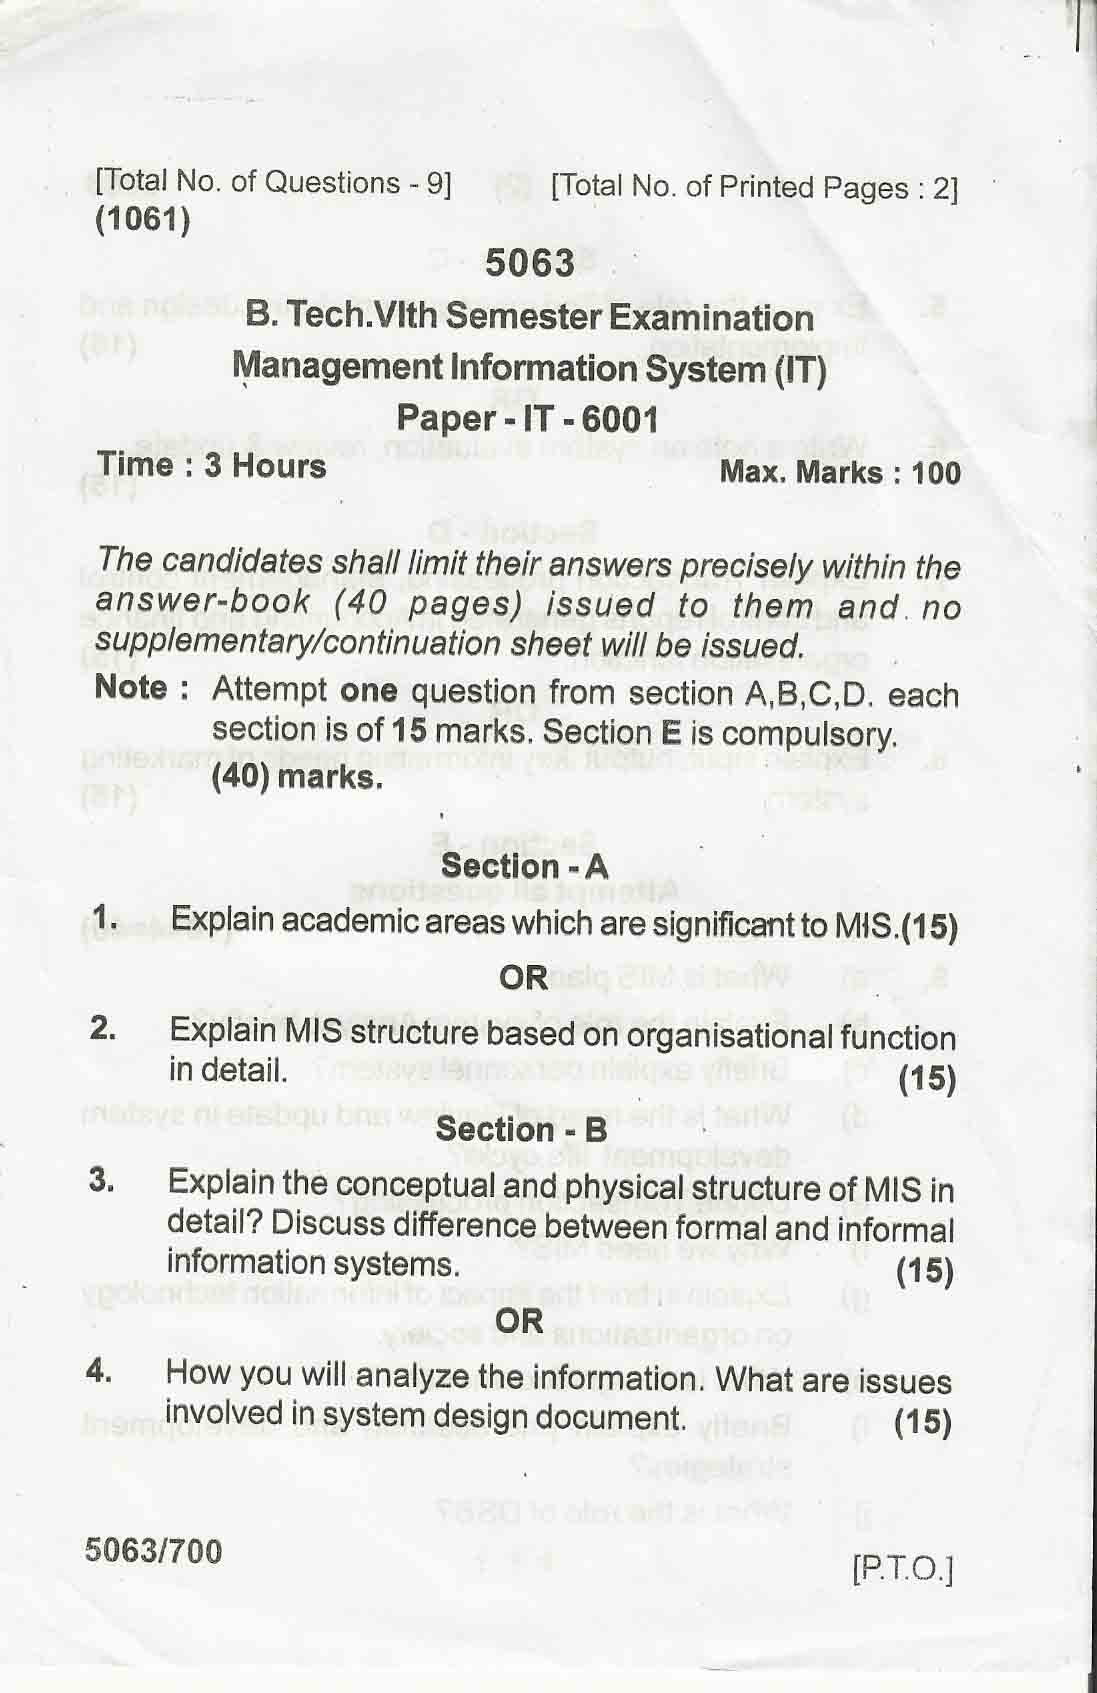 [Total No. of Questions - 9] [Total No. of Printed Pages : 2]
(1061)
5063
B. Tech.VIth Semester Examination
Management Information System (IT)
Paper - IT - 6001
Time : 3 Hours Max. Marks : 100
The candidates shall limit their answers precisely within the
answer-book (40 pages) issued to them and no
supplementary/continuation sheet will be issued.
Note : Attempt one question from section A,B,C,D. each
section is of 15 marks. Section E is compulsory.
(40) marks.
Section - A
1. Explain academic areas which are significant to MIS.(15)
OR
2. Explain MIS structure based on organisational function
in detail. (15)
Section - B
3. Explain the conceptual and physical structure of MIS in
detail? Discuss difference between formal and informal
information systems. (15)
OR
4. How you will analyze the information. What are issues
involved in system design document. (15)
5063/700 [P.T.O.]